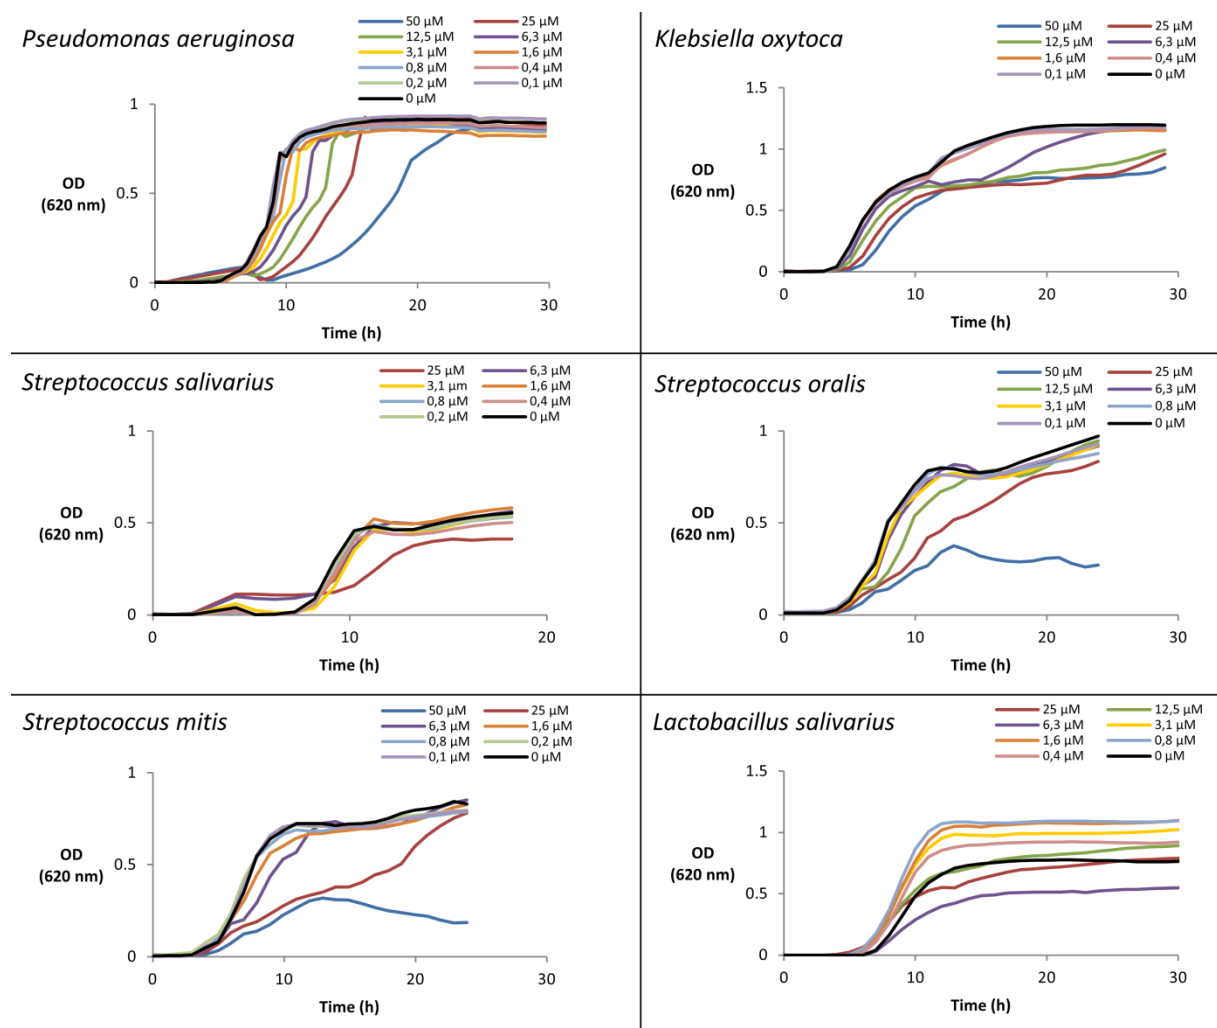 Pseudomonas aeruginosa
50 µM 25 µM
12,5 µM 6,3 µM
3,1 µM 1,6 µM
0,8 µM 0,4 µM
0,2 µM 0,1 µM
0 µM
1
0.5
0
OD
(620 nm)
0 10 20 30
Time (h)
Klebsiella oxytoca
50 µM 25 µM
12,5 µM 6,3 µM
1,6 µM 0,4 µM
0,1 µM 0 µM
1.5
1
0.5
0
OD
(620 nm)
0 10 20 30
Time (h)
Streptococcus salivarius
25 µM 6,3 µM
3,1 µm 1,6 µM
0,8 µM 0,4 µM
0,2 µM 0 µM
1
0.5
0
OD
(620 nm)
0 10 20
Time (h)
Streptococcus oralis
50 µM 25 µM
12,5 µM 6,3 µM
3,1 µM 0,8 µM
0,1 µM 0 µM
1
0.5
0
OD
(620 nm)
0 10 20 30
Time (h)
Streptococcus mitis
50 µM 25 µM
6,3 µM 1,6 µM
0,8 µM 0,2 µM
0,1 µM 0 µM
1
0.5
0
OD
(620 nm)
0 10 20 30
Time (h)
Lactobacillus salivarius
25 µM 12,5 µM
6,3 µM 3,1 µM
1,6 µM 0,8 µM
0,4 µM 0 µM
1.5
1
0.5
0
OD
(620 nm)
0 10 20 30
Time (h)